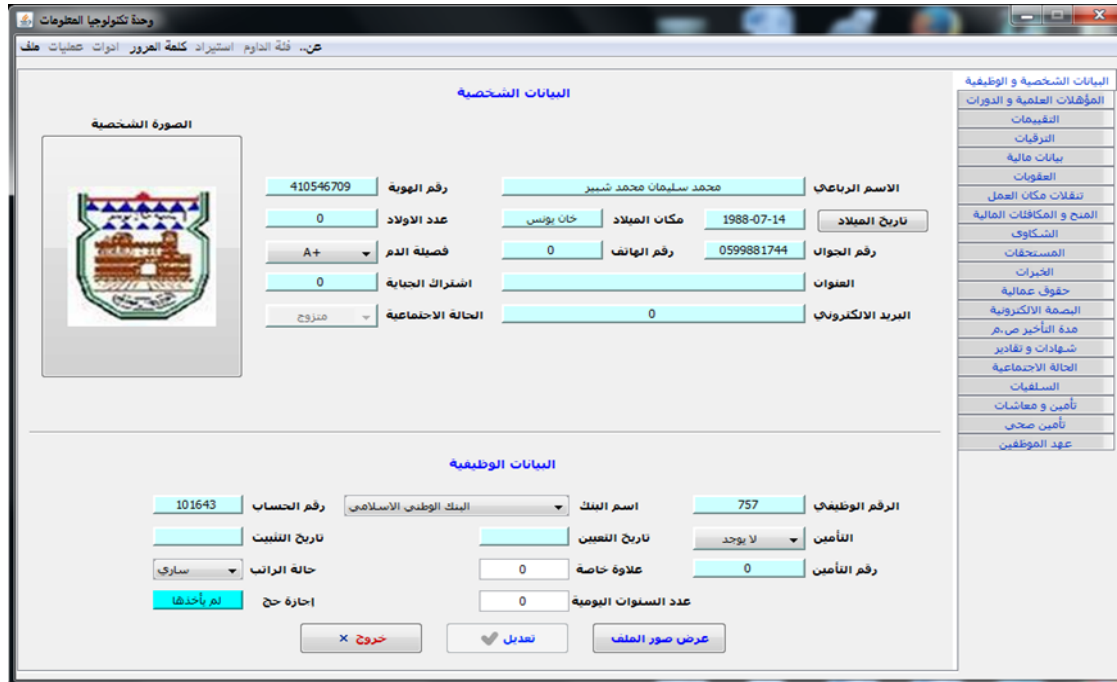 وحدة تكنولوجيا المعلومات
ملف عمليات ادوات كلمة المرور استيراد فئة الداوم عن..
البيانات الشخصية و الوظيفية
المؤهلات العلمية و الدورات
التقييمات
الترقيات
بيانات مالية
العقوبات
تنقلات مكان العمل
المنح و المكافئات المالية
الشكاوى
المستحقات
الخبرات
حقوق عمالية
البصمة الالكترونية
مدة التأخير ص.م
شهادات و تقادير
الحالة الاجتماعية
السلفيات
تأمين و معاشات
تأمين صحي
عهد الموظفين
البيانات الشخصية
الصورة الشخصية
الاسم الرباعي محمد سليمان محمد شبير رقم الهوية 410546709
تاريخ الميلاد 1988-07-14 مكان الميلاد خان يونس عدد الاولاد 0
رقم الجوال 0599881744 رقم الهاتف 0 فصيلة الدم A+
العنوان اشتراك الجباية 0
البريد الالكتروني 0 الحالة الاجتماعية متزوج
البيانات الوظيفية
الرقم الوظيفي 757 اسم البنك البنك الوطني الاسلامي رقم الحساب 101643
التأمين لا يوجد تاريخ التعيين تاريخ التثبيت
رقم التأمين 0 علاوة خاصة 0 حالة الراتب ساري
عدد السنوات اليومية 0 إجازة حج لم يأخذها
عرض صور الملف تعديل خروج